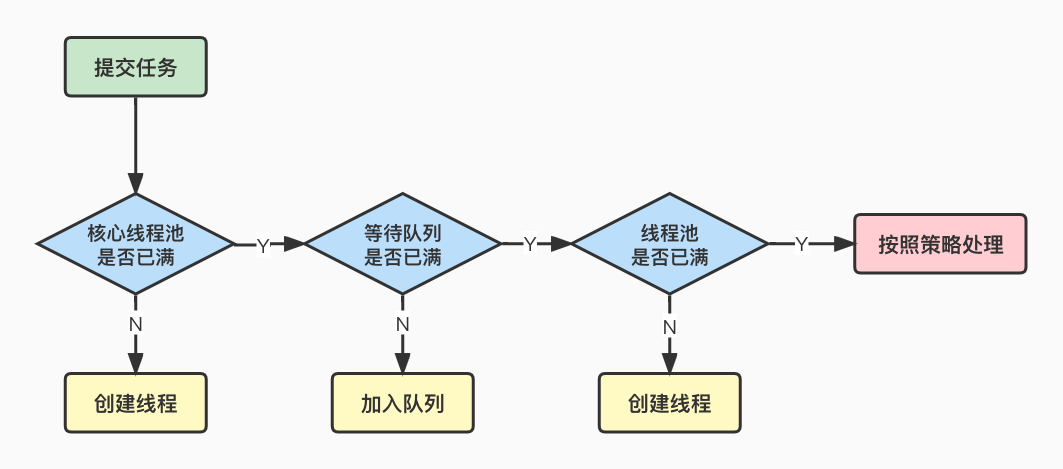 提交任务
核心线程池
是否已满
Y
等待队列
是否已满
Y
线程池
是否已满
Y
按照策略处理
N
N
N
创建线程
加入队列
创建线程